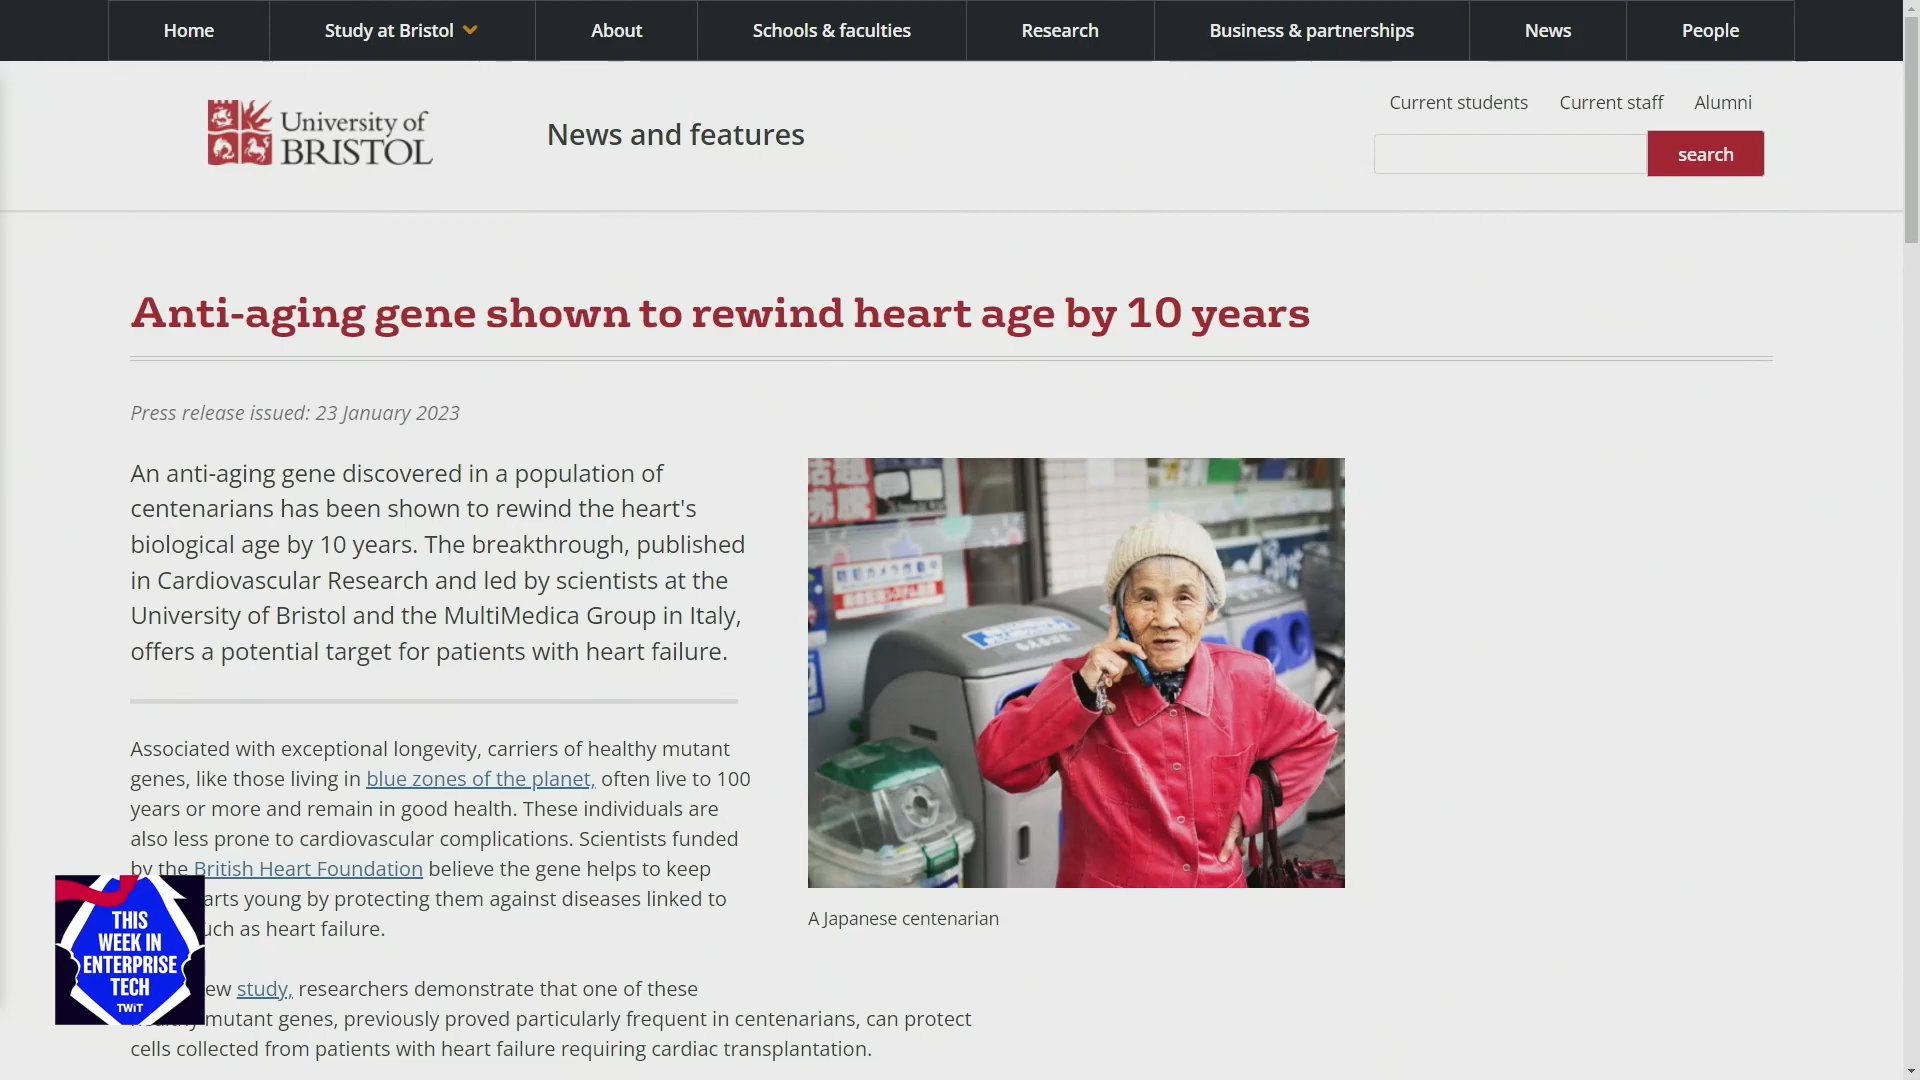 Home
Study at Bristol
About
Schools & faculties
Research
Business & partnerships
News
People
University of
BRISTOL
News and features
Current students
Current staff
Alumni
search
Anti-aging gene shown to rewind heart age by 10 years
Press release issued: 23 January 2023
An anti-aging gene discovered in a population of
centenarians has been shown to rewind the heart's
biological age by 10 years. The breakthrough, published
in Cardiovascular Research and led by scientists at the
University of Bristol and the MultiMedica Group in Italy,
offers a potential target for patients with heart failure.
Associated with exceptional longevity, carriers of healthy mutant
genes, like those living in blue zones of the planet, often live to 100
years or more and remain in good health. These individuals are
also less prone to cardiovascular complications. Scientists funded
by the British Heart Foundation believe the gene helps to keep
arts young by protecting them against diseases linked to
uch as heart failure.
ew study, researchers demonstrate that one of these
mutant genes, previously proved particularly frequent in centenarians, can protect
cells collected from patients with heart failure requiring cardiac transplantation.
A Japanese centenarian
THIS
WEEK IN
ENTERPRISE
TECH
TWiT